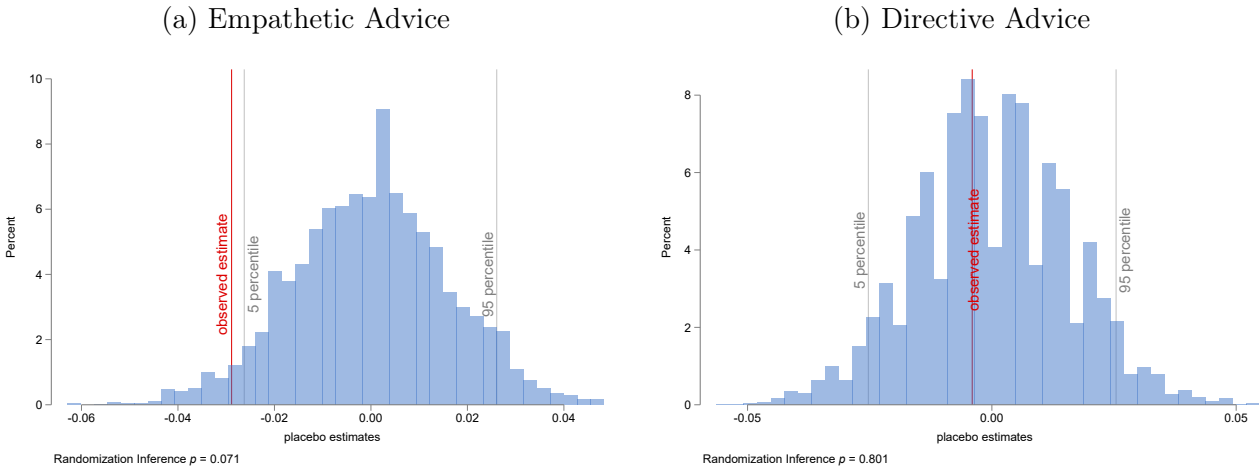 (a) Empathetic Advice
10
8
6
4
2
0
Percent
observed estimate
5 percentile
95 percentile
-0.06
-0.04
-0.02
0.00
0.02
0.04
placebo estimates
Randomization Inference p = 0.071
(b) Directive Advice
8
6
4
2
0
Percent
5 percentile
observed estimate
95 percentile
-0.05
0.00
0.05
placebo estimates
Randomization Inference p = 0.801